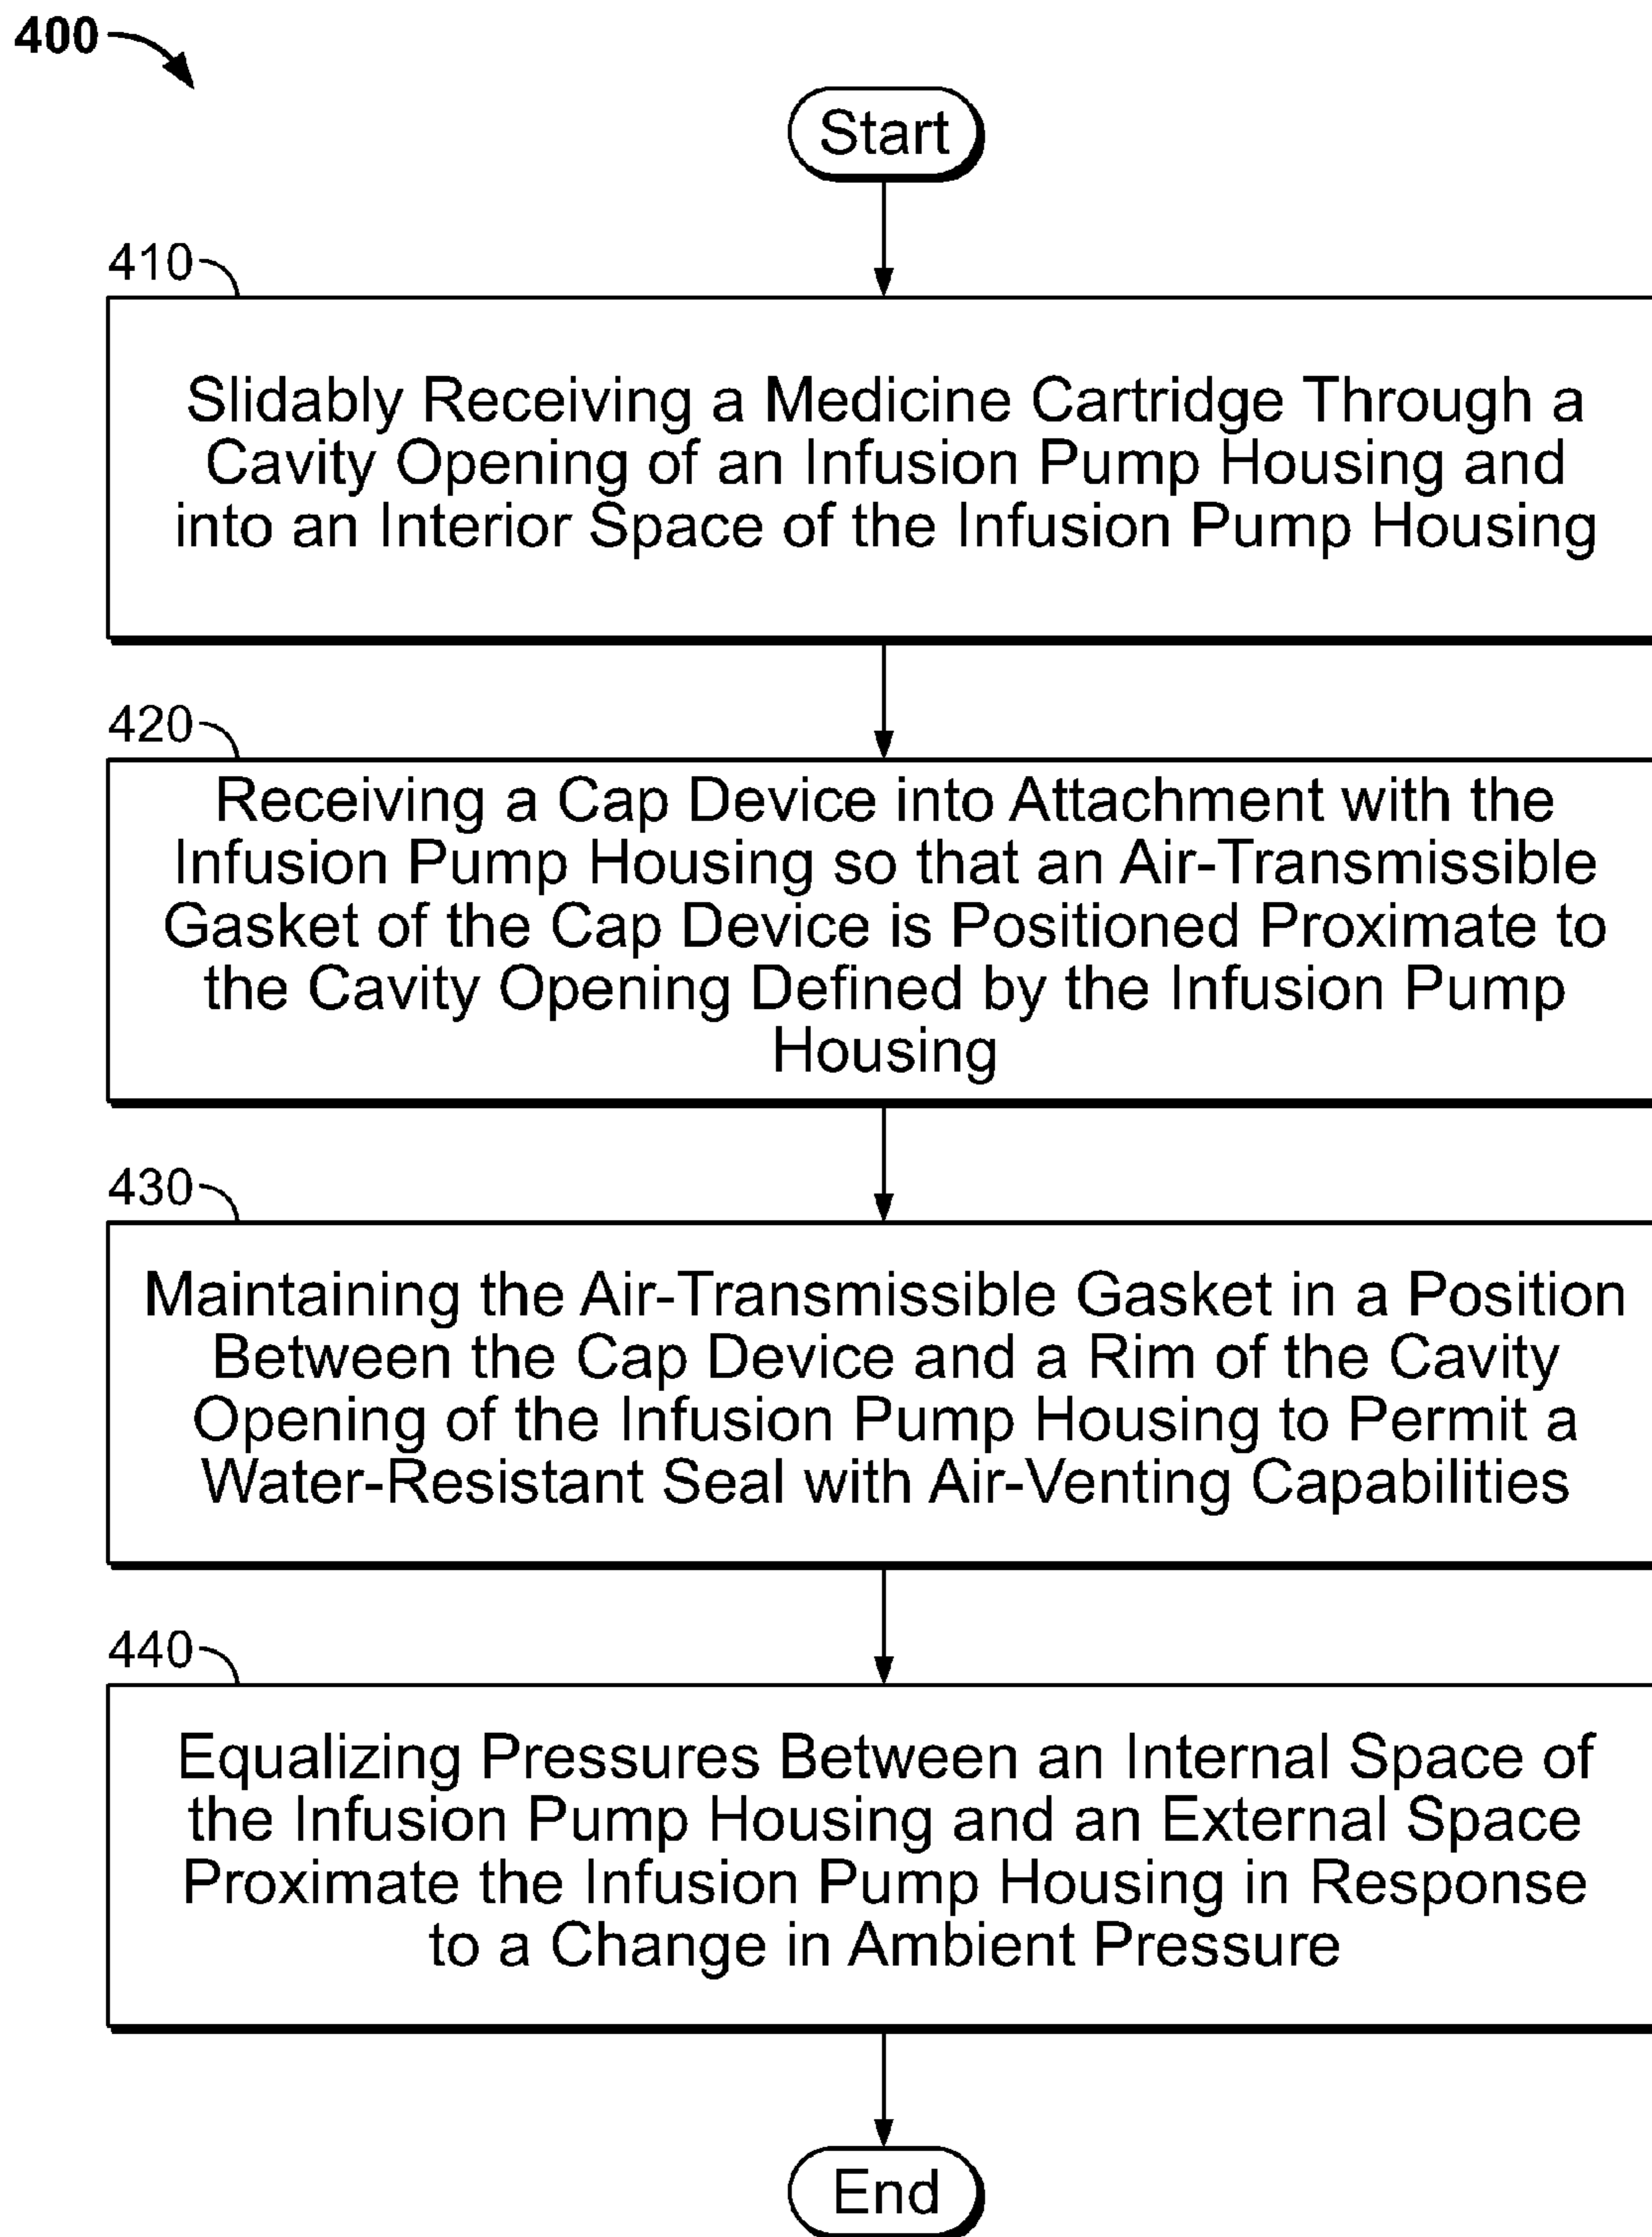 400
Start
410
Slidably Receiving a Medicine Cartridge Through a
Cavity Opening of an Infusion Pump Housing and
into an Interior Space of the Infusion Pump Housing
420
Receiving a Cap Device into Attachment with the
Infusion Pump Housing so that an Air-Transmissible
Gasket of the Cap Device is Positioned Proximate to
the Cavity Opening Defined by the Infusion Pump
Housing
430
Maintaining the Air-Transmissible Gasket in a Position
Between the Cap Device and a Rim of the Cavity
Opening of the Infusion Pump Housing to Permit a
Water-Resistant Seal with Air-Venting Capabilities
440
Equalizing Pressures Between an Internal Space of
the Infusion Pump Housing and an External Space
Proximate the Infusion Pump Housing in Response
to a Change in Ambient Pressure
End